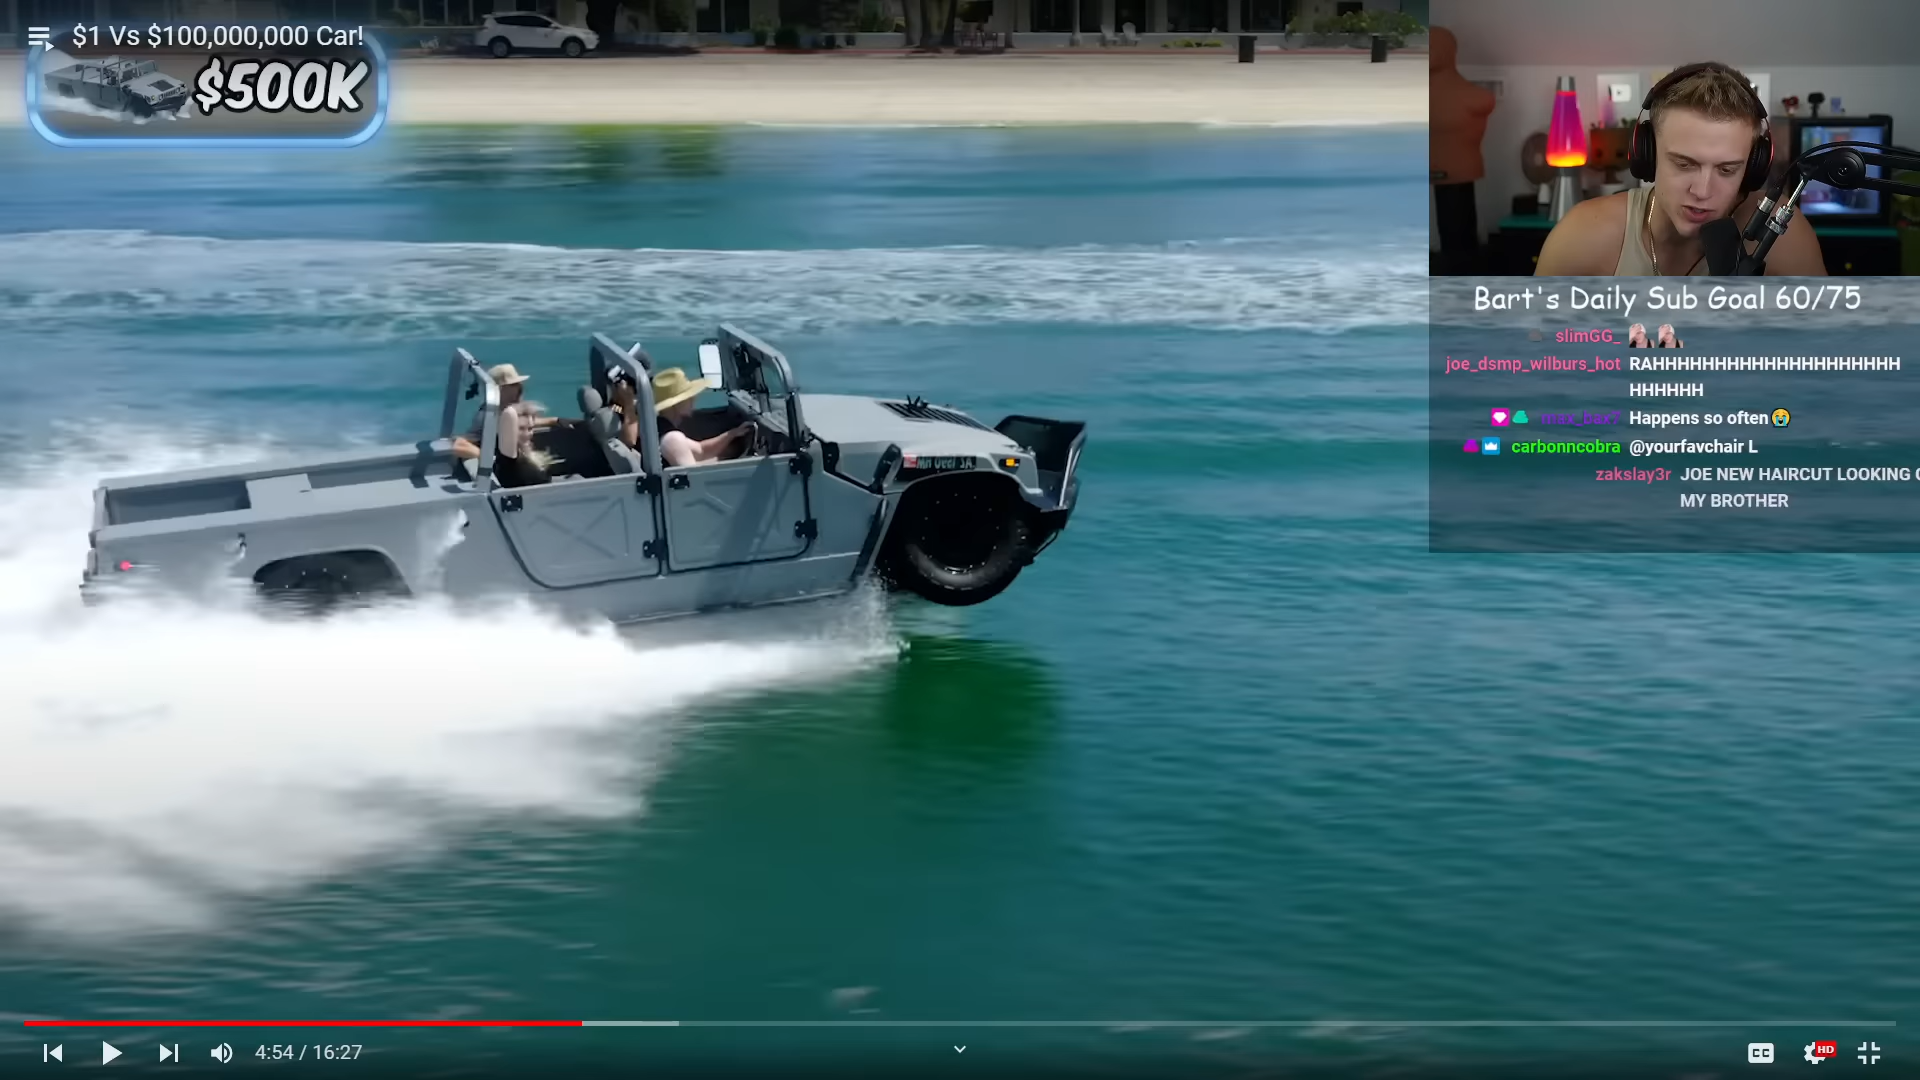 $1 Vs $100,000,000 Car!
$500K
Bart's Daily Sub Goal 60/75
slimGG_
joe_dsmp_wilburs_hot RAHHHHHHHHHHHHHHHHHHHH
HHHHHH
Happens so often
carbonncobra @yourfavchair L
zakslay3r JOE NEW HAIRCUT LOOKING
MY BROTHER
4:54 / 16:27
CC
HD